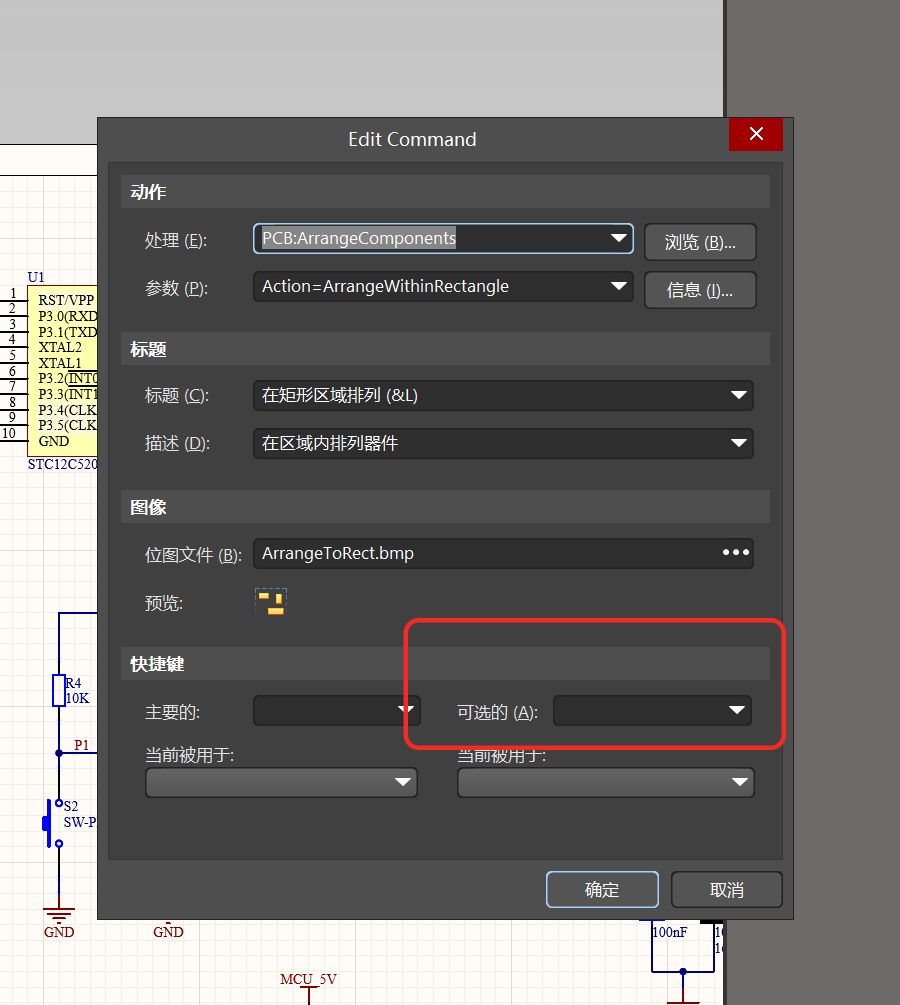 Edit Command
动作
处理 (E):
PCB:ArrangeComponents
浏览 (B)...
参数 (P):
Action=ArrangeWithinRectangle
信息 (I)...
标题
标题 (C):
在矩形区域排列 (&L)
描述 (D):
在区域内排列器件
图像
位图文件 (B):
ArrangeToRect.bmp
预览:
快捷键
主要的:
可选的 (A):
当前被用于:
当前被用于:
确定
取消
U1
1
RST/VPP
2
P3.0(RXD
3
P3.1(TXD
4
XTAL2
5
XTAL1
6
P3.2(INT0
7
P3.3(INT1
8
P3.4(CLK
9
P3.5(CLK
10
GND
STC12C520
R4
10K
P1
S2
SW-P
GND
GND
MCU_5V
100nF